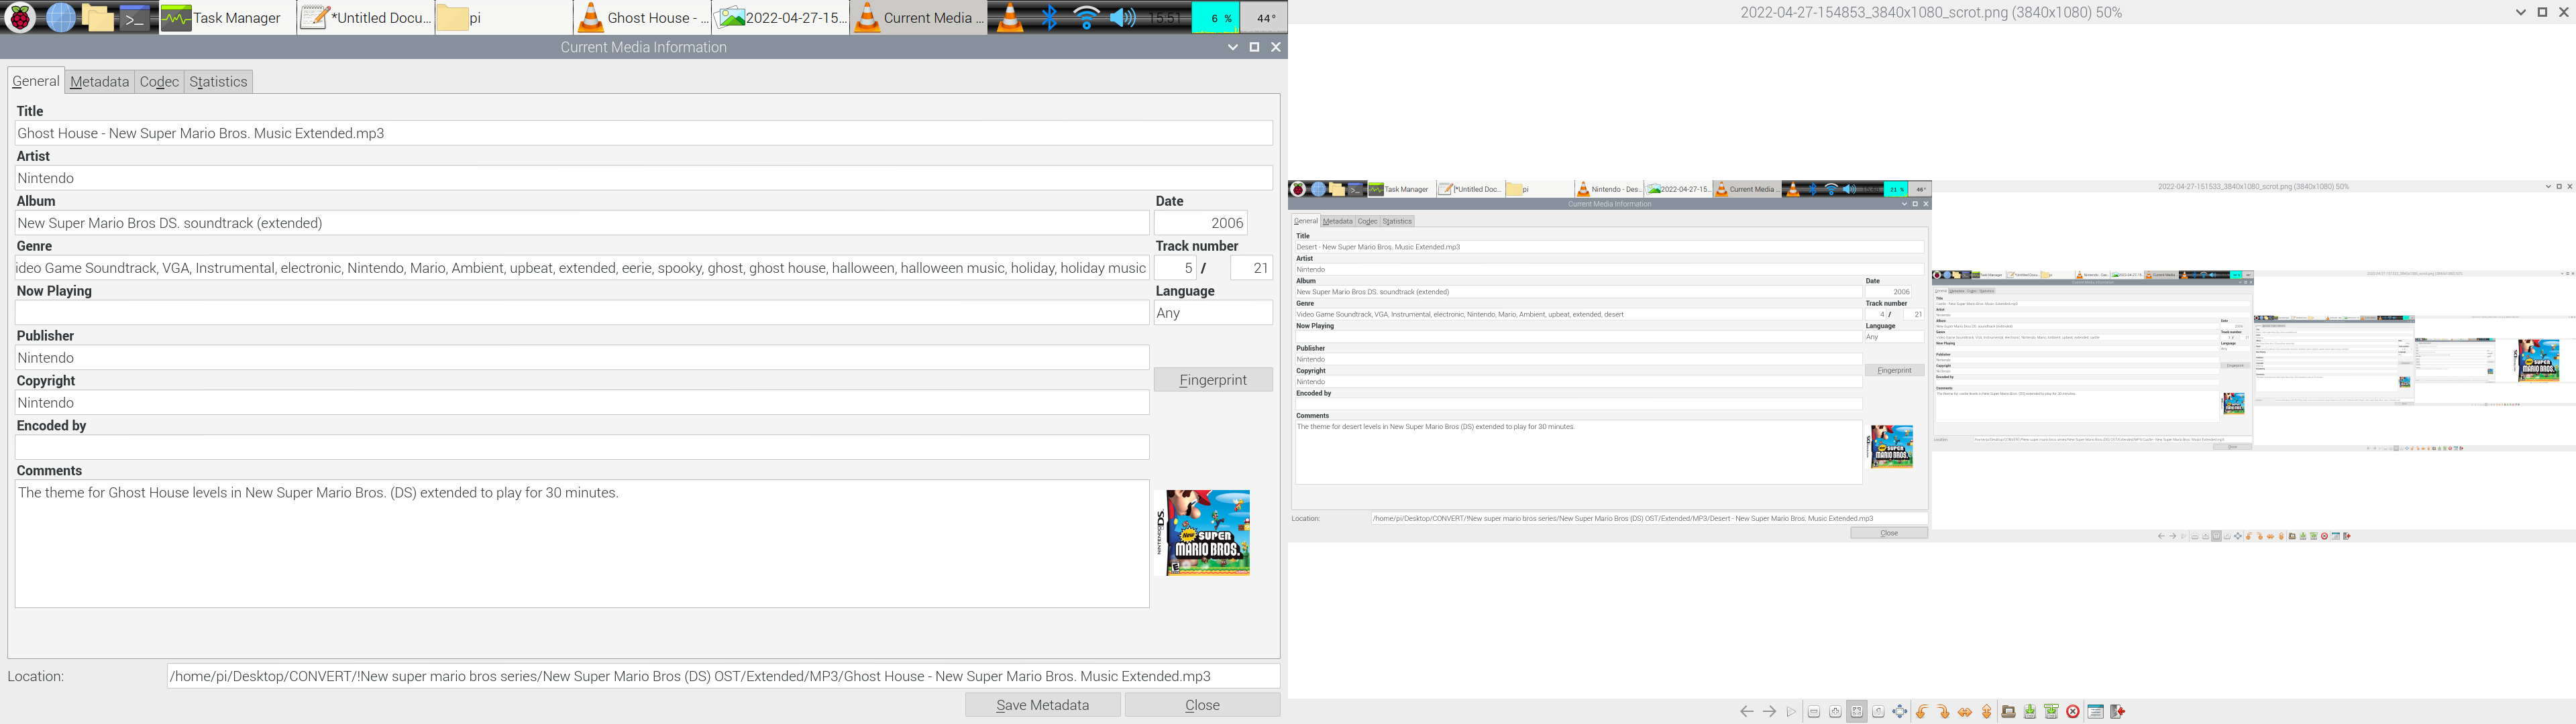 Task Manager
*Untitled Docu...
pi
Ghost House - ...
2022-04-27-15...
Current Media ...
15:51
6 %
44°
Current Media Information
General Metadata Codec Statistics
Title
Ghost House - New Super Mario Bros. Music Extended.mp3
Artist
Nintendo
Album
Date
New Super Mario Bros DS. soundtrack (extended)
2006
Genre
Track number
ideo Game Soundtrack, VGA, Instrumental, electronic, Nintendo, Mario, Ambient, upbeat, extended, eerie, spooky, ghost, ghost house, halloween, halloween music, holiday, holiday music
5 / 21
Now Playing
Language
Any
Publisher
Nintendo
Copyright
Fingerprint
Nintendo
Encoded by
Comments
The theme for Ghost House levels in New Super Mario Bros. (DS) extended to play for 30 minutes.
NINTENDO DS
New SUPER
MARIO BROS.
Location:
/home/pi/Desktop/CONVERT/!New super mario bros series/New Super Mario Bros (DS) OST/Extended/MP3/Ghost House - New Super Mario Bros. Music Extended.mp3
Save Metadata
Close
2022-04-27-154853_3840x1080_scrot.png (3840x1080) 50%
Task Manager
*Untitled Doc...
pi
Nintendo - Des...
2022-04-27-15...
Current Media ...
21 %
46°
Current Media Information
2022-04-27-151533_3840x1080_scrot.png (3840x1080) 50%
General Metadata Codec Statistics
Title
Desert - New Super Mario Bros. Music Extended.mp3
Artist
Nintendo
Album
Date
New Super Mario Bros DS. soundtrack (extended)
2006
Genre
Track number
Video Game Soundtrack, VGA, Instrumental, electronic, Nintendo, Mario, Ambient, upbeat, extended, desert
4 / 21
Now Playing
Language
Any
Publisher
Nintendo
Copyright
Fingerprint
Nintendo
Encoded by
Comments
The theme for desert levels in New Super Mario Bros (DS) extended to play for 30 minutes.
SUPER
MARIO BROS.
Location:
/home/pi/Desktop/CONVERT/!New super mario bros series/New Super Mario Bros (DS) OST/Extended/MP3/Desert - New Super Mario Bros. Music Extended.mp3
Close